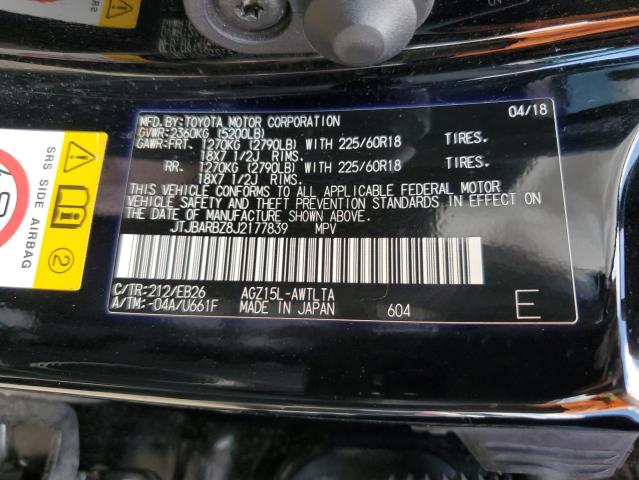 MFD. BY: TOYOTA MOTOR CORPORATION 04/18
GVWR: 2360KG (5200LB)
GAWR: FRT. 1270KG (2790LB) WITH 225/60R18 TIRES.
18X7 1/2J RIMS.
RR. 1270KG (2790LB) WITH 225/60R18 TIRES.
18X7 1/2J RIMS.
THIS VEHICLE CONFORMS TO ALL APPLICABLE FEDERAL MOTOR
VEHICLE SAFETY AND THEFT PREVENTION STANDARDS IN EFFECT ON
THE DATE OF MANUFACTURE SHOWN ABOVE.
JTJBARBZ8J2177839 MPV
C/TR: 212/EB26 AGZ15L-AWTLTA
A/TM: -04A/U661F MADE IN JAPAN 604 E
SRS SIDE AIRBAG
2